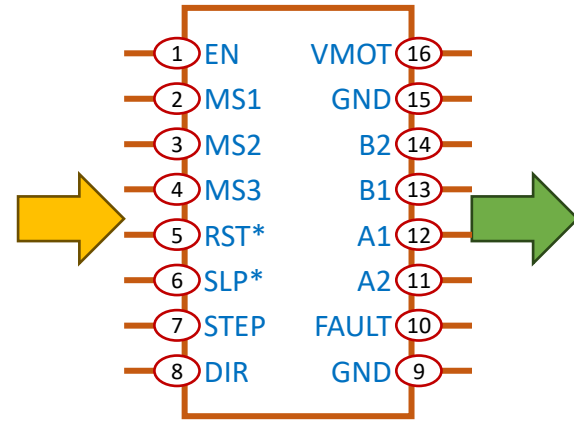 1 EN VMOT 16
2 MS1 GND 15
3 MS2 B2 14
4 MS3 B1 13
5 RST* A1 12
6 SLP* A2 11
7 STEP FAULT 10
8 DIR GND 9